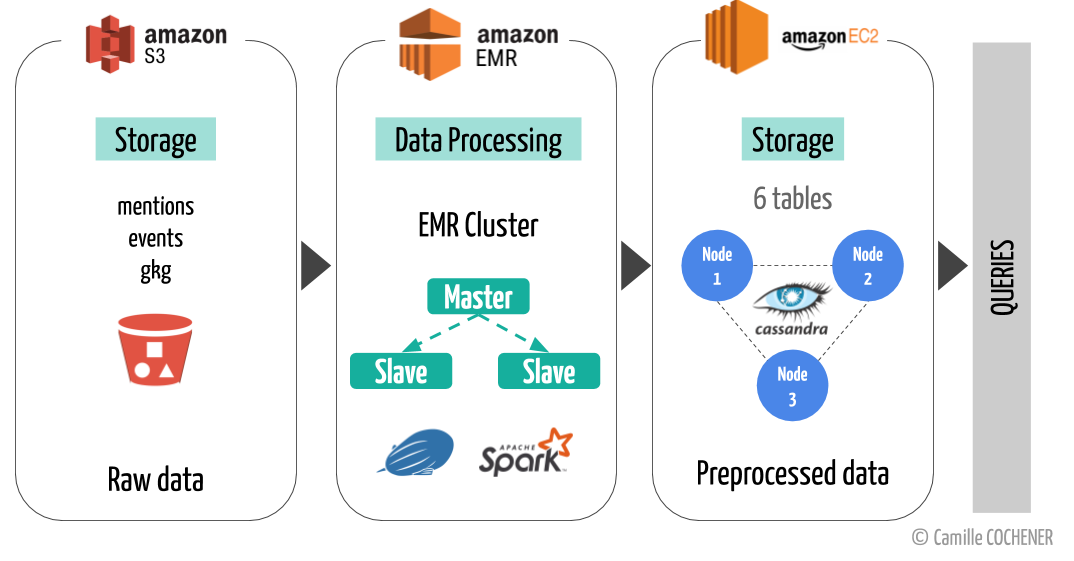 amazon
S3
Storage
mentions
events
gkg
Raw data
amazon
EMR
Data Processing
EMR Cluster
Master
Slave
Slave
APACHE
Spark™
amazon EC2
Storage
6 tables
Node
1
Node
2
cassandra
Node
3
Preprocessed data
QUERIES
© Camille COCHENER